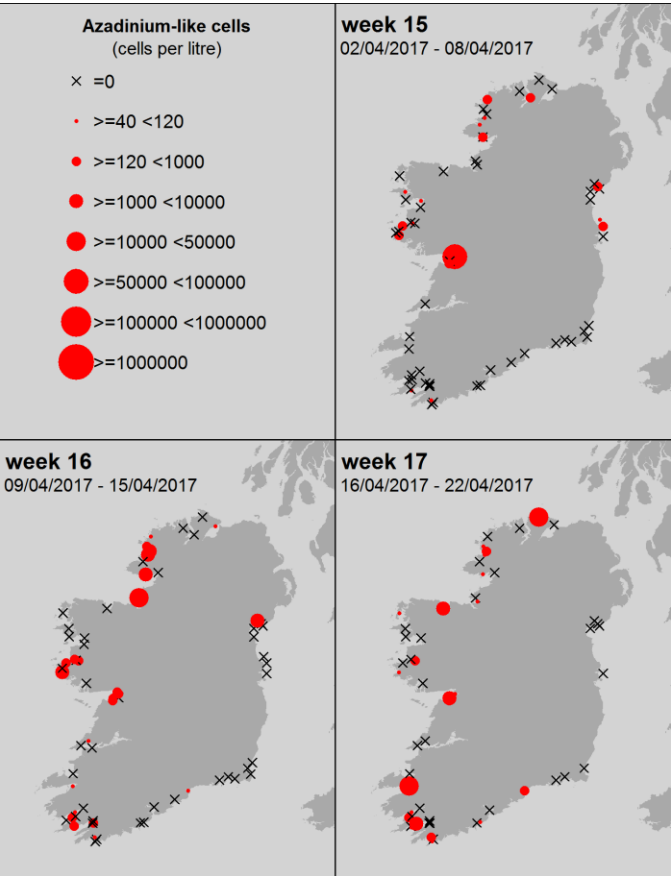 Azadinium-like cells
(cells per litre)
=0
>=40 <120
>=120 <1000
>=1000 <10000
>=10000 <50000
>=50000 <100000
>=100000 <1000000
>=1000000
week 15
02/04/2017 - 08/04/2017
week 16
09/04/2017 - 15/04/2017
week 17
16/04/2017 - 22/04/2017